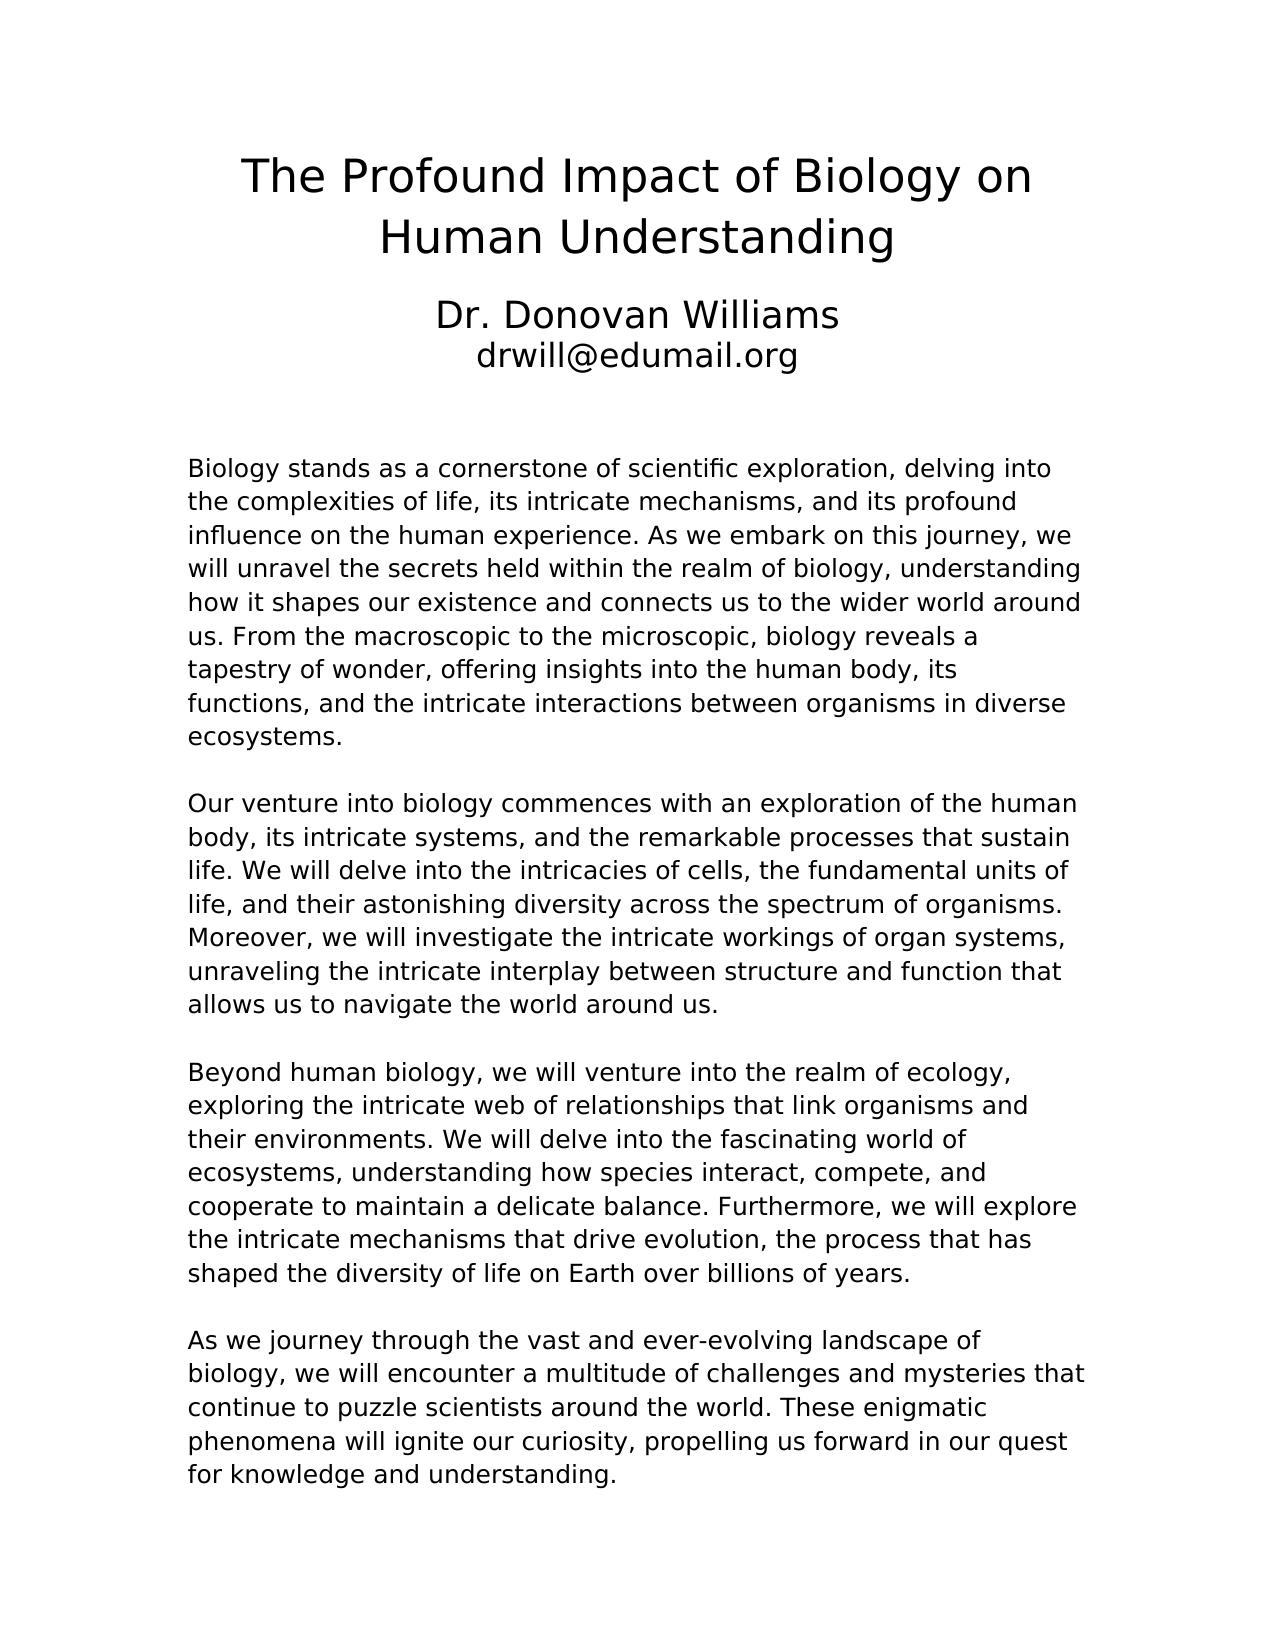 The Profound Impact of Biology on
Human Understanding
Dr. Donovan Williams
drwill@edumail.org
Biology stands as a cornerstone of scientific exploration, delving into
the complexities of life, its intricate mechanisms, and its profound
influence on the human experience. As we embark on this journey, we
will unravel the secrets held within the realm of biology, understanding
how it shapes our existence and connects us to the wider world around
us. From the macroscopic to the microscopic, biology reveals a
tapestry of wonder, offering insights into the human body, its
functions, and the intricate interactions between organisms in diverse
ecosystems.
Our venture into biology commences with an exploration of the human
body, its intricate systems, and the remarkable processes that sustain
life. We will delve into the intricacies of cells, the fundamental units of
life, and their astonishing diversity across the spectrum of organisms.
Moreover, we will investigate the intricate workings of organ systems,
unraveling the intricate interplay between structure and function that
allows us to navigate the world around us.
Beyond human biology, we will venture into the realm of ecology,
exploring the intricate web of relationships that link organisms and
their environments. We will delve into the fascinating world of
ecosystems, understanding how species interact, compete, and
cooperate to maintain a delicate balance. Furthermore, we will explore
the intricate mechanisms that drive evolution, the process that has
shaped the diversity of life on Earth over billions of years.
As we journey through the vast and ever-evolving landscape of
biology, we will encounter a multitude of challenges and mysteries that
continue to puzzle scientists around the world. These enigmatic
phenomena will ignite our curiosity, propelling us forward in our quest
for knowledge and understanding.